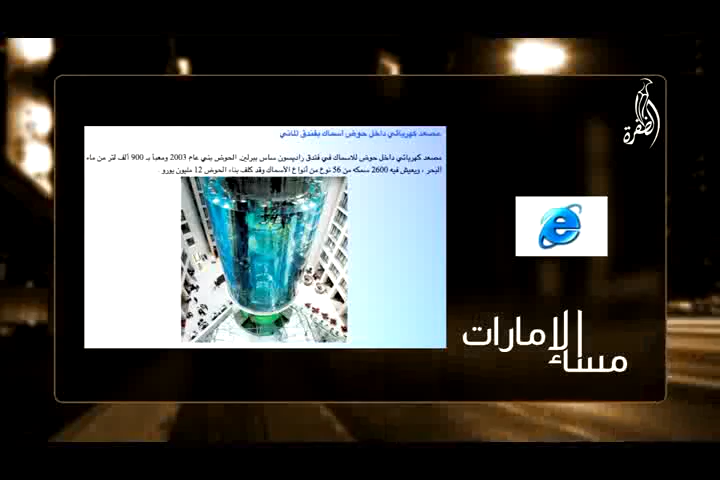 مصعد كهربائي داخل حوض أسماك بفندق ألماني
مصعد كهربائي داخل حوض للاسماك في فندق راديسون ساس ببرلين. الحوض بني عام 2003 ومعبأ بـ 900 ألف لتر من ماء
البحر ، ويعيش فيه 2600 سمكه من 56 نوع من أنواع الأسماك وقد كلف بناء الحوض 12 مليون يورو .
الظفرة
مساء الإمارات